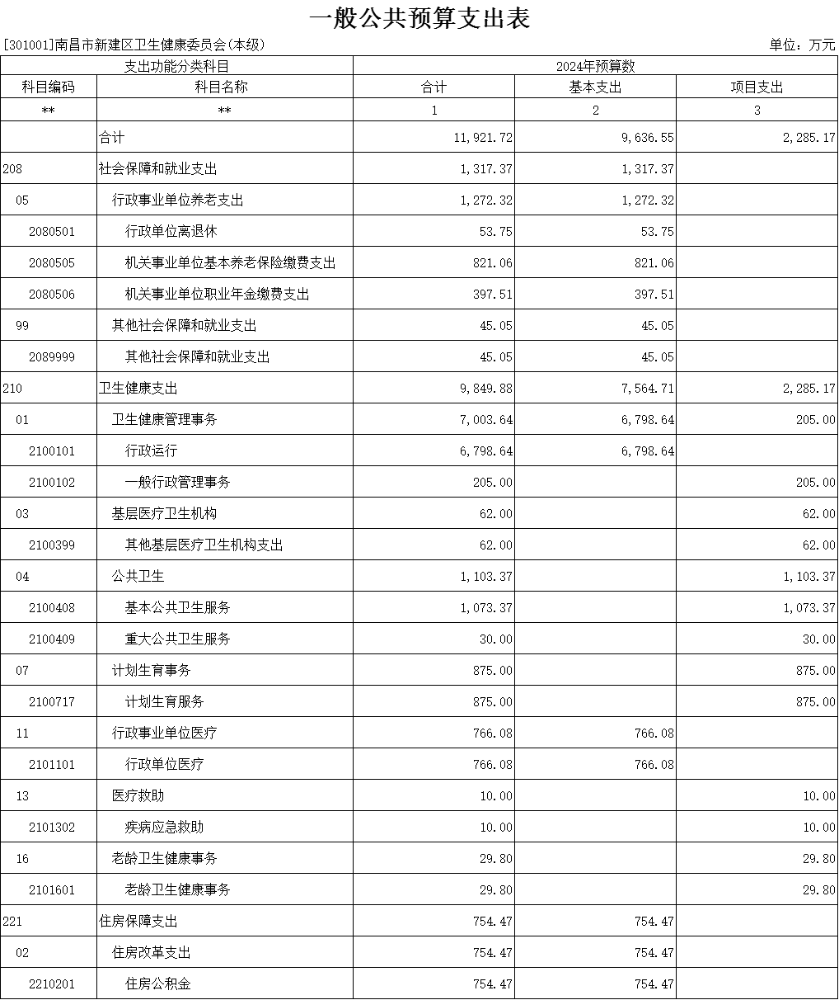 一般公共预算支出表
[301001]南昌市新建区卫生健康委员会(本级) 单位：万元
支出功能分类科目 2024年预算数
科目编码 科目名称 合计 基本支出 项目支出
** ** 1 2 3
合计 11,921.72 9,636.55 2,285.17
208 社会保障和就业支出 1,317.37 1,317.37
05 行政事业单位养老支出 1,272.32 1,272.32
2080501 行政单位离退休 53.75 53.75
2080505 机关事业单位基本养老保险缴费支出 821.06 821.06
2080506 机关事业单位职业年金缴费支出 397.51 397.51
99 其他社会保障和就业支出 45.05 45.05
2089999 其他社会保障和就业支出 45.05 45.05
210 卫生健康支出 9,849.88 7,564.71 2,285.17
01 卫生健康管理事务 7,003.64 6,798.64 205.00
2100101 行政运行 6,798.64 6,798.64
2100102 一般行政管理事务 205.00 205.00
03 基层医疗卫生机构 62.00 62.00
2100399 其他基层医疗卫生机构支出 62.00 62.00
04 公共卫生 1,103.37 1,103.37
2100408 基本公共卫生服务 1,073.37 1,073.37
2100409 重大公共卫生服务 30.00 30.00
07 计划生育事务 875.00 875.00
2100717 计划生育服务 875.00 875.00
11 行政事业单位医疗 766.08 766.08
2101101 行政单位医疗 766.08 766.08
13 医疗救助 10.00 10.00
2101302 疾病应急救助 10.00 10.00
16 老龄卫生健康事务 29.80 29.80
2101601 老龄卫生健康事务 29.80 29.80
221 住房保障支出 754.47 754.47
02 住房改革支出 754.47 754.47
2210201 住房公积金 754.47 754.47